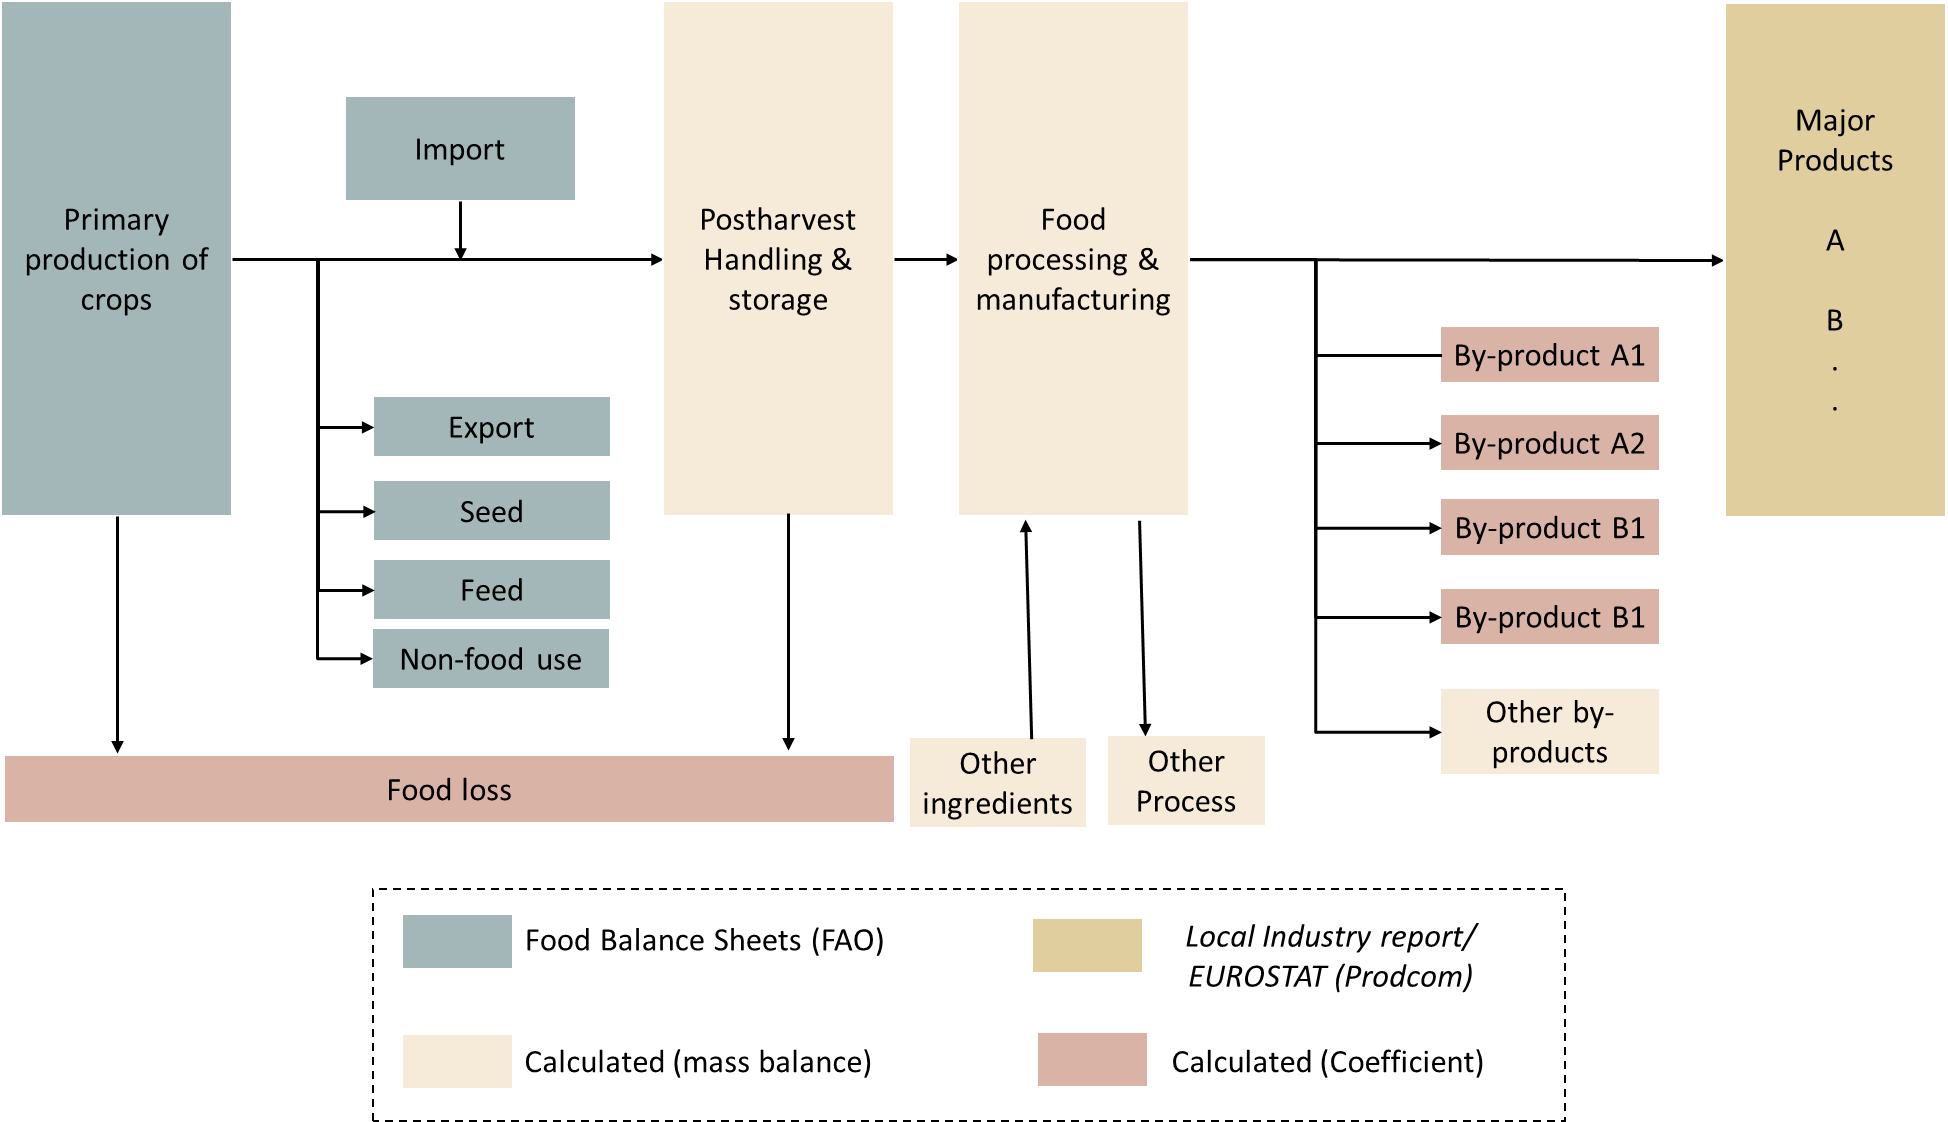 Primary
production of
crops
Import
Export
Seed
Feed
Non-food use
Postharvest
Handling &
storage
Food
processing &
manufacturing
Major
Products
A
B
.
.
By-product A1
By-product A2
By-product B1
By-product B1
Other by-
products
Food loss
Other
ingredients
Other
Process
Food Balance Sheets (FAO)
Local Industry report/
EUROSTAT (Prodcom)
Calculated (mass balance)
Calculated (Coefficient)